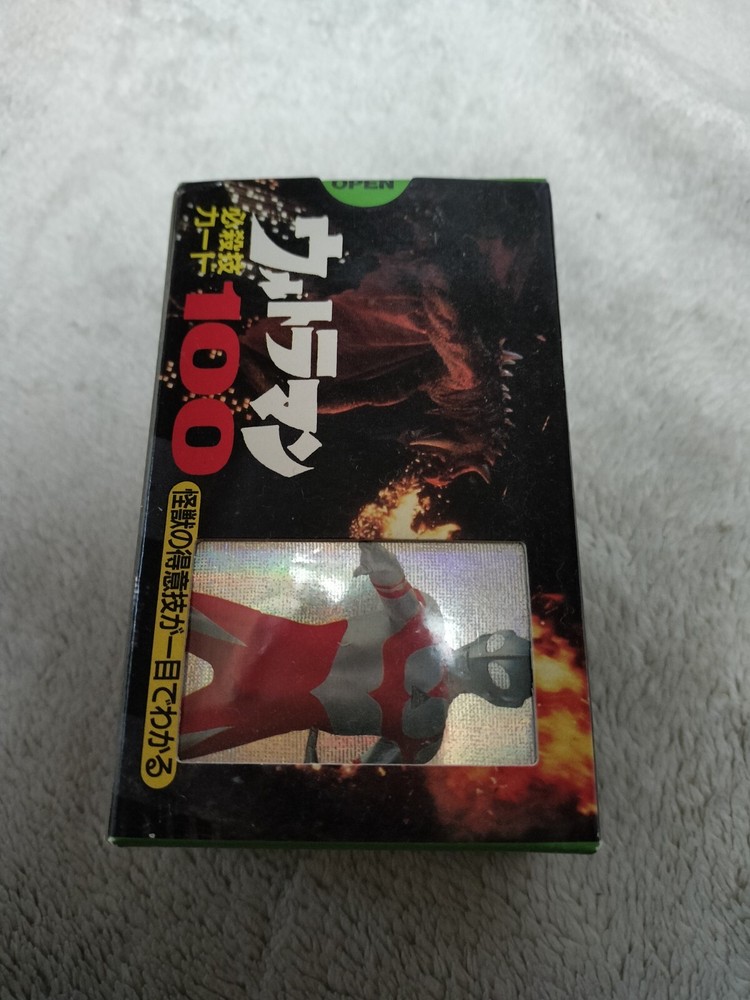 OPEN
ウルトラマン
必殺技
カード
100
怪獣の得意技が一目でわかる